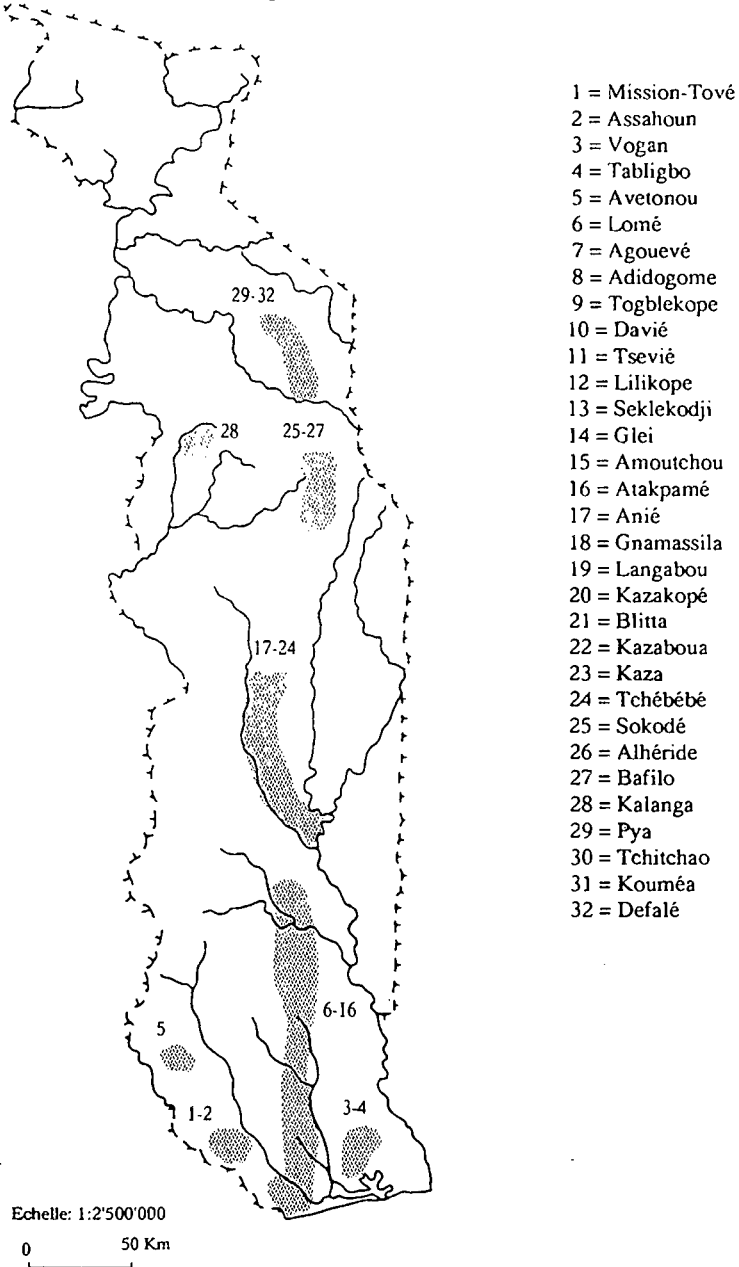 1 = Mission-Tové
2 = Assahoun
3 = Vogan
4 = Tabligbo
5 = Avetonou
6 = Lomé
7 = Agouevé
8 = Adidogome
9 = Togblekope
10 = Davié
11 = Tsevié
12 = Lilikope
13 = Seklekodji
14 = Glei
15 = Amoutchou
16 = Atakpamé
17 = Anié
18 = Gnamassila
19 = Langabou
20 = Kazakopé
21 = Blitta
22 = Kazaboua
23 = Kaza
24 = Tchébébé
25 = Sokodé
26 = Alhéride
27 = Bafilo
28 = Kalanga
29 = Pya
30 = Tchitchao
31 = Kouméa
32 = Defalé
29-32
28
25-27
17-24
6-16
5
1-2
3-4
Echelle: 1:2'500'000
0 50 Km